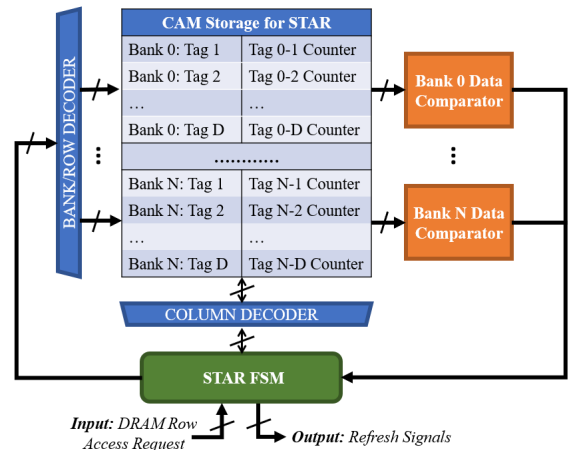 CAM Storage for STAR
Bank 0: Tag 1 Tag 0-1 Counter
Bank 0: Tag 2 Tag 0-2 Counter
... ...
Bank 0: Tag D Tag 0-D Counter
............
Bank N: Tag 1 Tag N-1 Counter
Bank N: Tag 2 Tag N-2 Counter
... ...
Bank N: Tag D Tag N-D Counter
BANK/ROW DECODER
Bank 0 Data
Comparator
Bank N Data
Comparator
COLUMN DECODER
STAR FSM
Input: DRAM Row
Access Request
Output: Refresh Signals